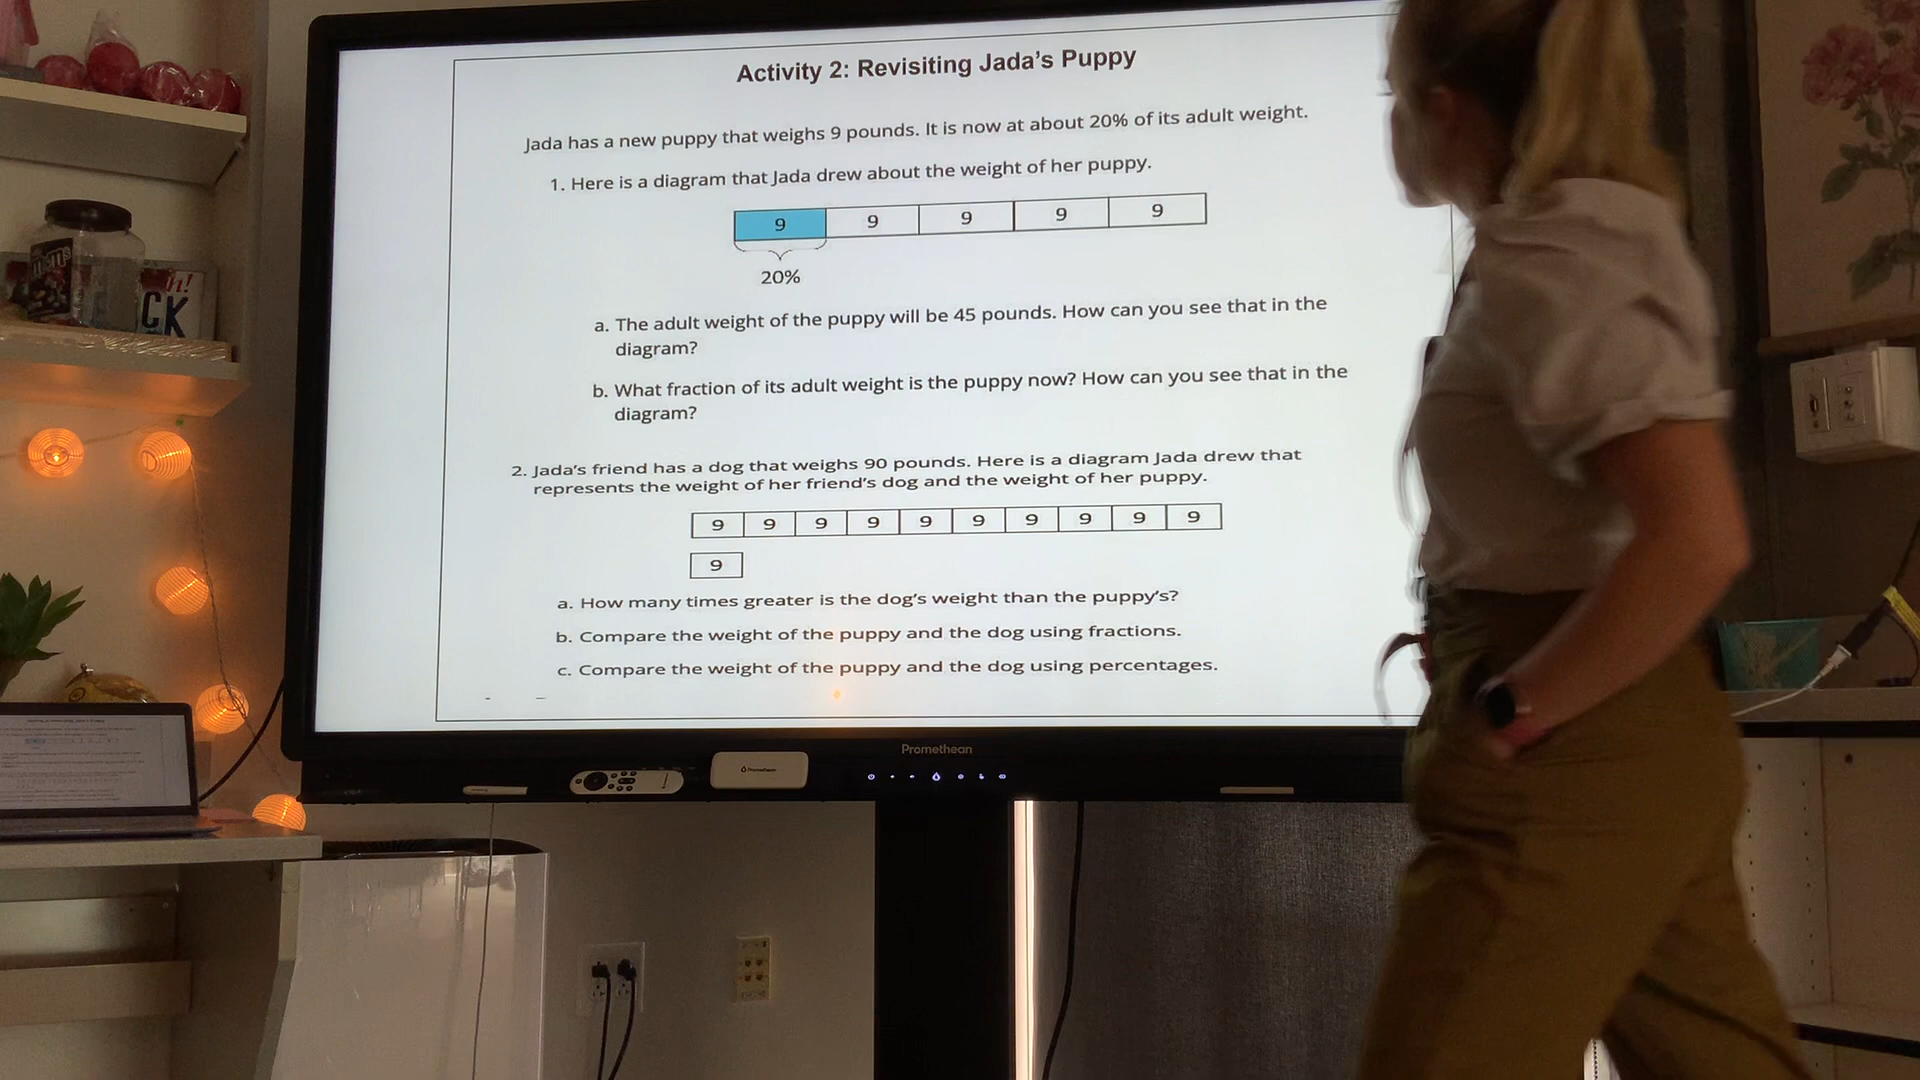 Activity 2: Revisiting Jada's Puppy
Jada has a new puppy that weighs 9 pounds. It is now at about 20% of its adult weight.
1. Here is a diagram that Jada drew about the weight of her puppy.
9 9 9 9 9
20%
a. The adult weight of the puppy will be 45 pounds. How can you see that in the
diagram?
b. What fraction of its adult weight is the puppy now? How can you see that in the
diagram?
2. Jada's friend has a dog that weighs 90 pounds. Here is a diagram Jada drew that
represents the weight of her friend's dog and the weight of her puppy.
9 9 9 9 9 9 9 9 9 9
9
a. How many times greater is the dog's weight than the puppy's?
b. Compare the weight of the puppy and the dog using fractions.
c. Compare the weight of the puppy and the dog using percentages.
Promethean
Promethean
m&m's
h!
CK